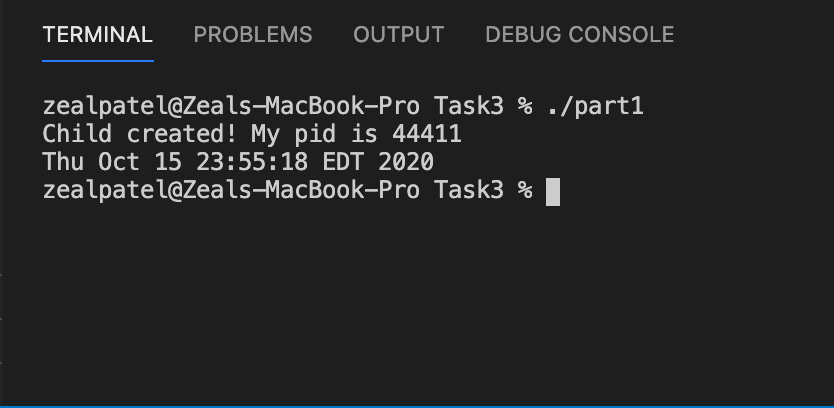 TERMINAL PROBLEMS OUTPUT DEBUG CONSOLE
zealpatel@Zeals-MacBook-Pro Task3 % ./part1
Child created! My pid is 44411
Thu Oct 15 23:55:18 EDT 2020
zealpatel@Zeals-MacBook-Pro Task3 %